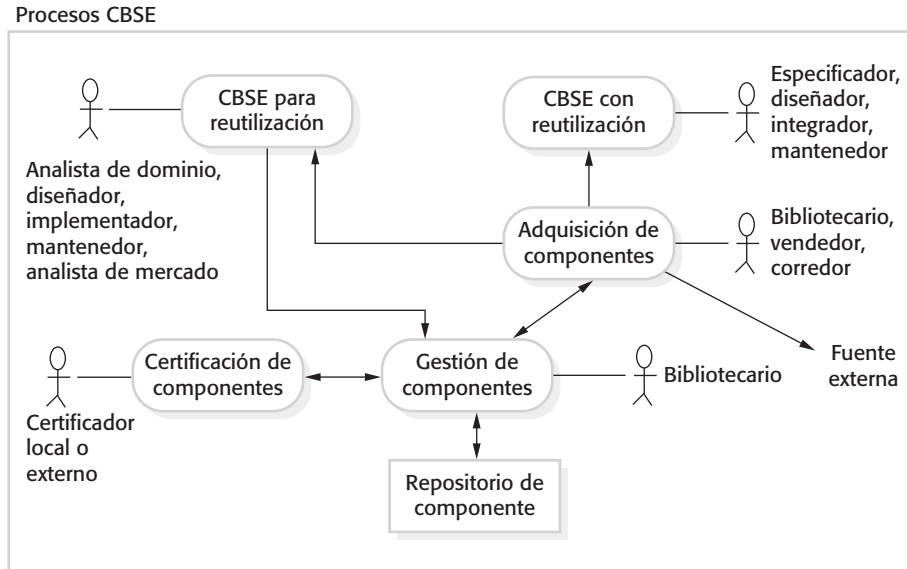 Procesos CBSE
CBSE para
reutilización
Analista de dominio,
diseñador,
implementador,
mantenedor,
analista de mercado
CBSE con
reutilización
Especificador,
diseñador,
integrador,
mantenedor
Adquisición de
componentes
Bibliotecario,
vendedor,
corredor
Fuente
externa
Certificación de
componentes
Certificador
local o
externo
Gestión de
componentes
Bibliotecario
Repositorio de
componente